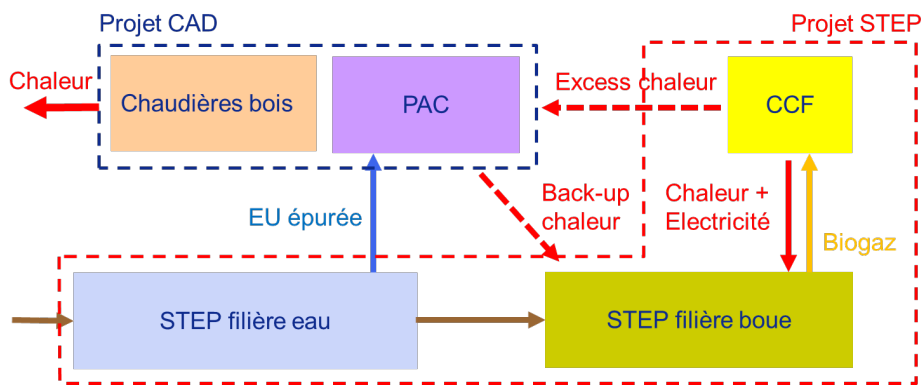 Projet CAD
Projet STEP
Chaleur
Chaudières bois
PAC
Excess chaleur
CCF
EU épurée
Back-up
chaleur
Chaleur +
Electricité
Biogaz
STEP filière eau
STEP filière boue